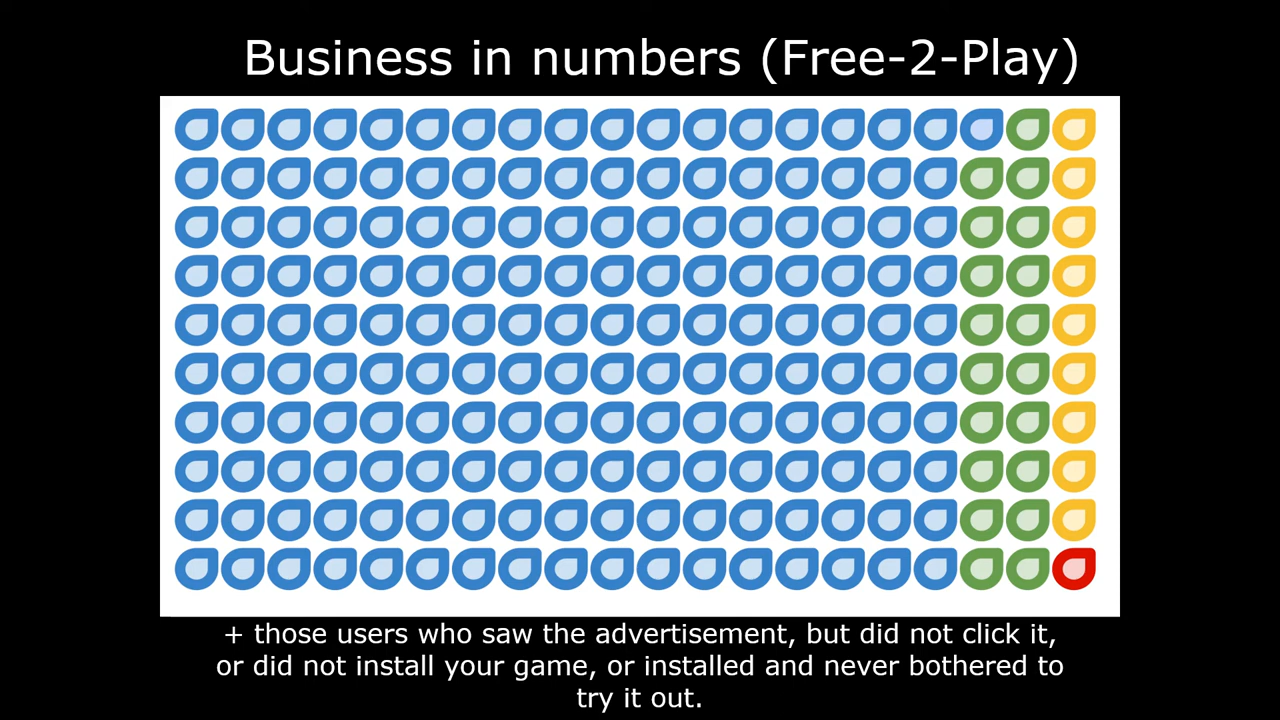 Business in numbers (Free-2-Play)
+ those users who saw the advertisement, but did not click it,
or did not install your game, or installed and never bothered to
try it out.